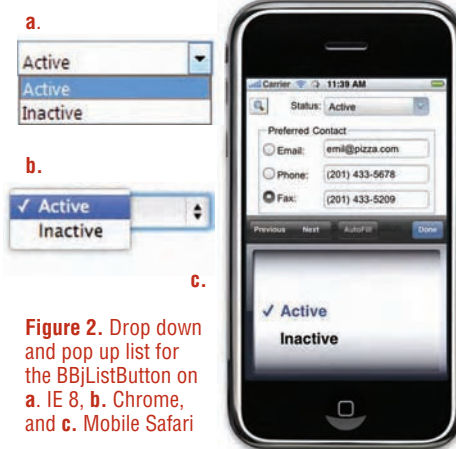 a.
Active
Active
Inactive
b.
✓ Active
Inactive
c.
Figure 2. Drop down
and pop up list for
the BBjListButton on
a. IE 8, b. Chrome,
and c. Mobile Safari
Carrier 11:39 AM
Status: Active
Preferred Contact
Email: emil@pizza.com
Phone: (201) 433-5678
Fax: (201) 433-5209
Previous Next AutoFill Done
✓ Active
Inactive